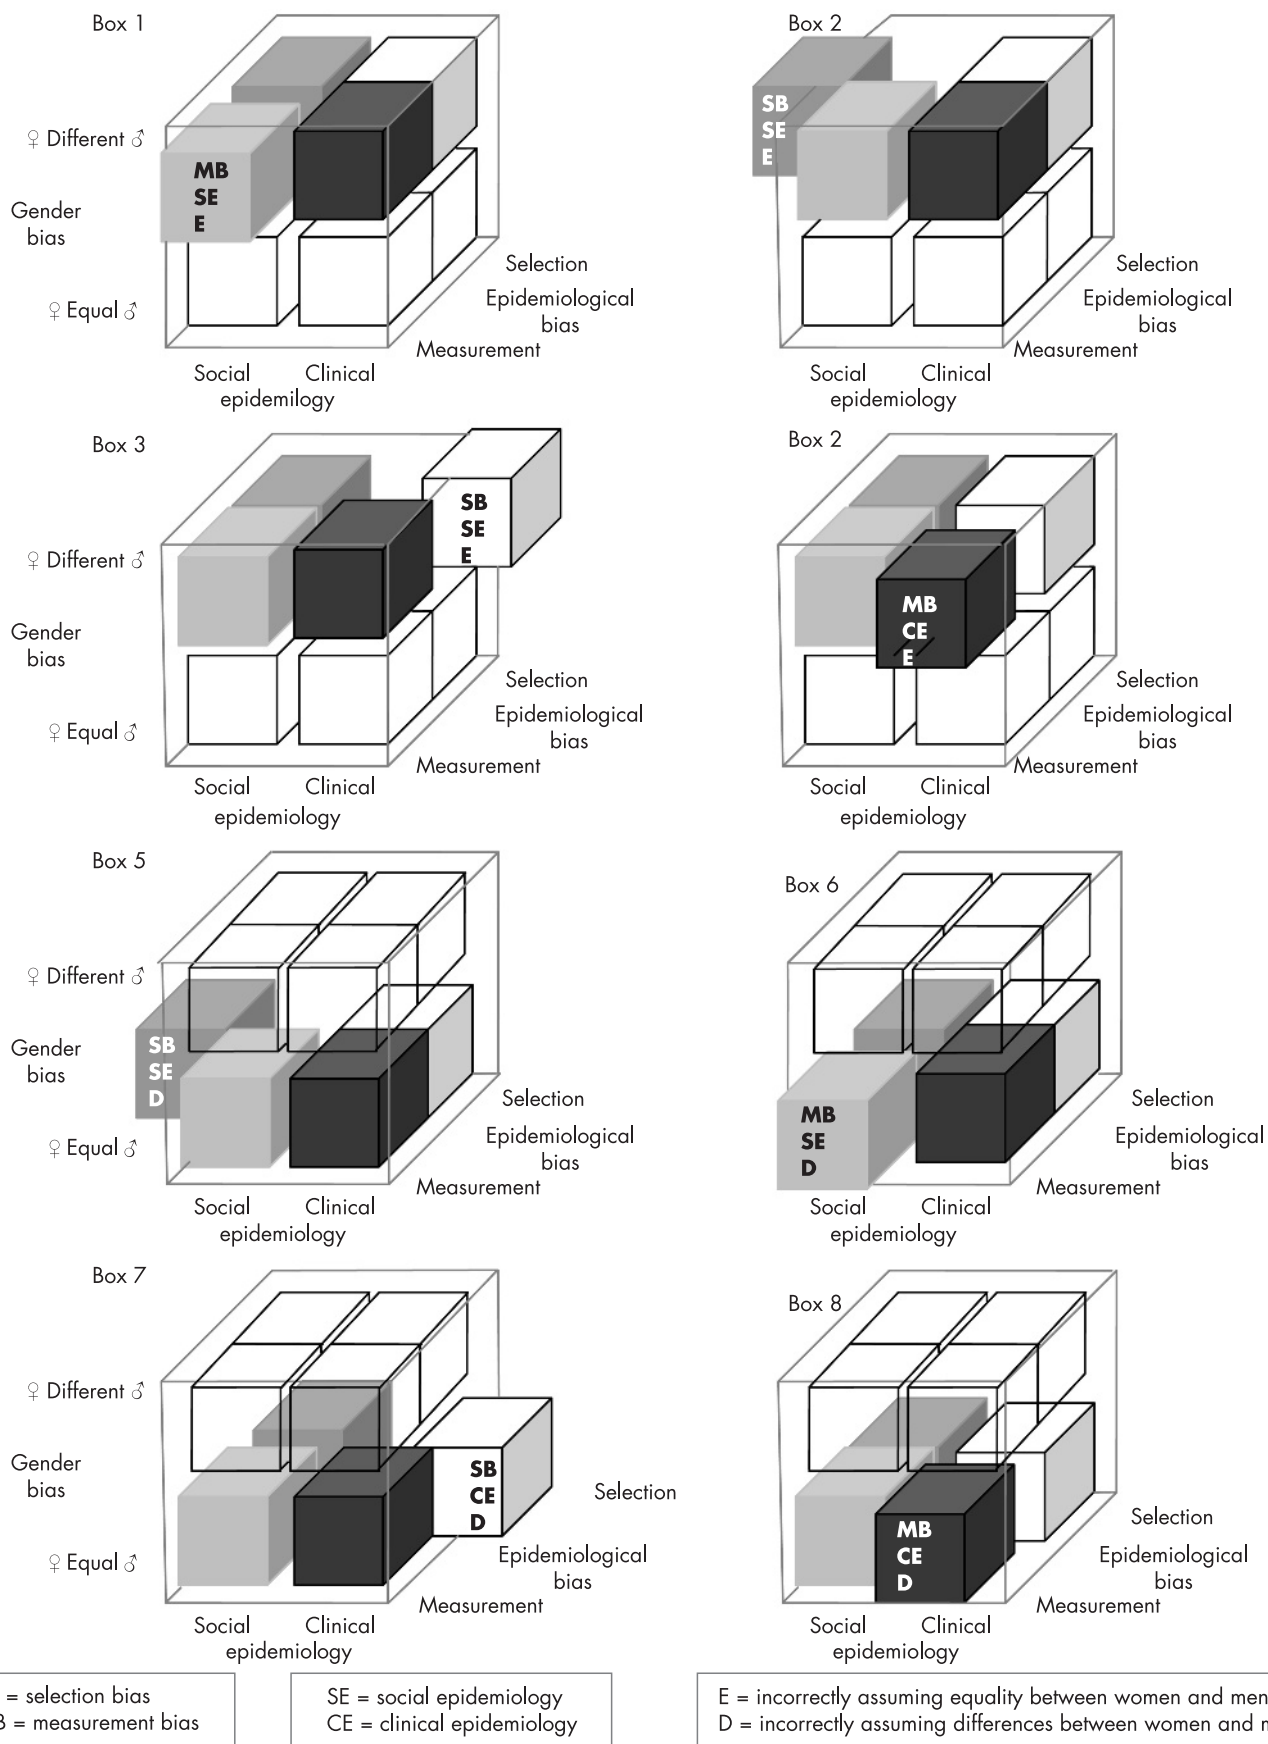 Box 1
♀ Different ♂
MB
SE
E
Gender
bias
♀ Equal ♂
Selection
Epidemiological
bias
Measurement
Social Clinical
epidemilogy
Box 2
SB
SE
E
Selection
Epidemiological
bias
Measurement
Social Clinical
epidemiology
Box 3
♀ Different ♂
SB
SE
E
Gender
bias
♀ Equal ♂
Selection
Epidemiological
bias
Measurement
Social Clinical
epidemiology
Box 2
MB
CE
E
Selection
Epidemiological
bias
Measurement
Social Clinical
epidemiology
Box 5
♀ Different ♂
Gender
bias
SB
SE
D
♀ Equal ♂
Selection
Epidemiological
bias
Measurement
Social Clinical
epidemiology
Box 6
MB
SE
D
Selection
Epidemiological
bias
Measurement
Social Clinical
epidemiology
Box 7
♀ Different ♂
Gender
bias
SB
CE
D
♀ Equal ♂
Selection
Epidemiological
bias
Measurement
Social Clinical
epidemiology
Box 8
MB
CE
D
Selection
Epidemiological
bias
Measurement
Social Clinical
epidemiology
= selection bias
B = measurement bias
SE = social epidemiology
CE = clinical epidemiology
E = incorrectly assuming equality between women and men
D = incorrectly assuming differences between women and m